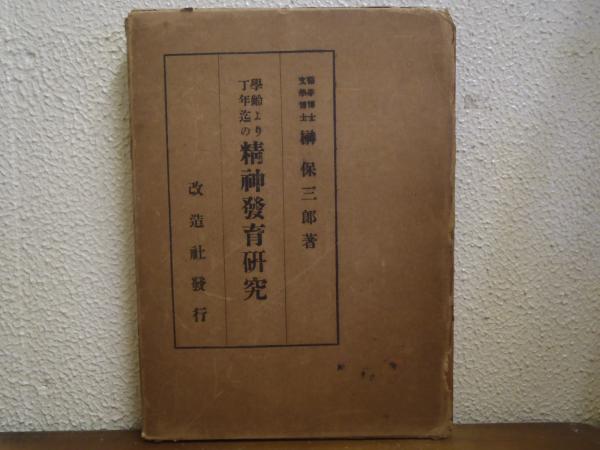 醫學博士
文學博士
榊保三郎著
學齡より
丁年迄の
精神發育硏究
改造社發行